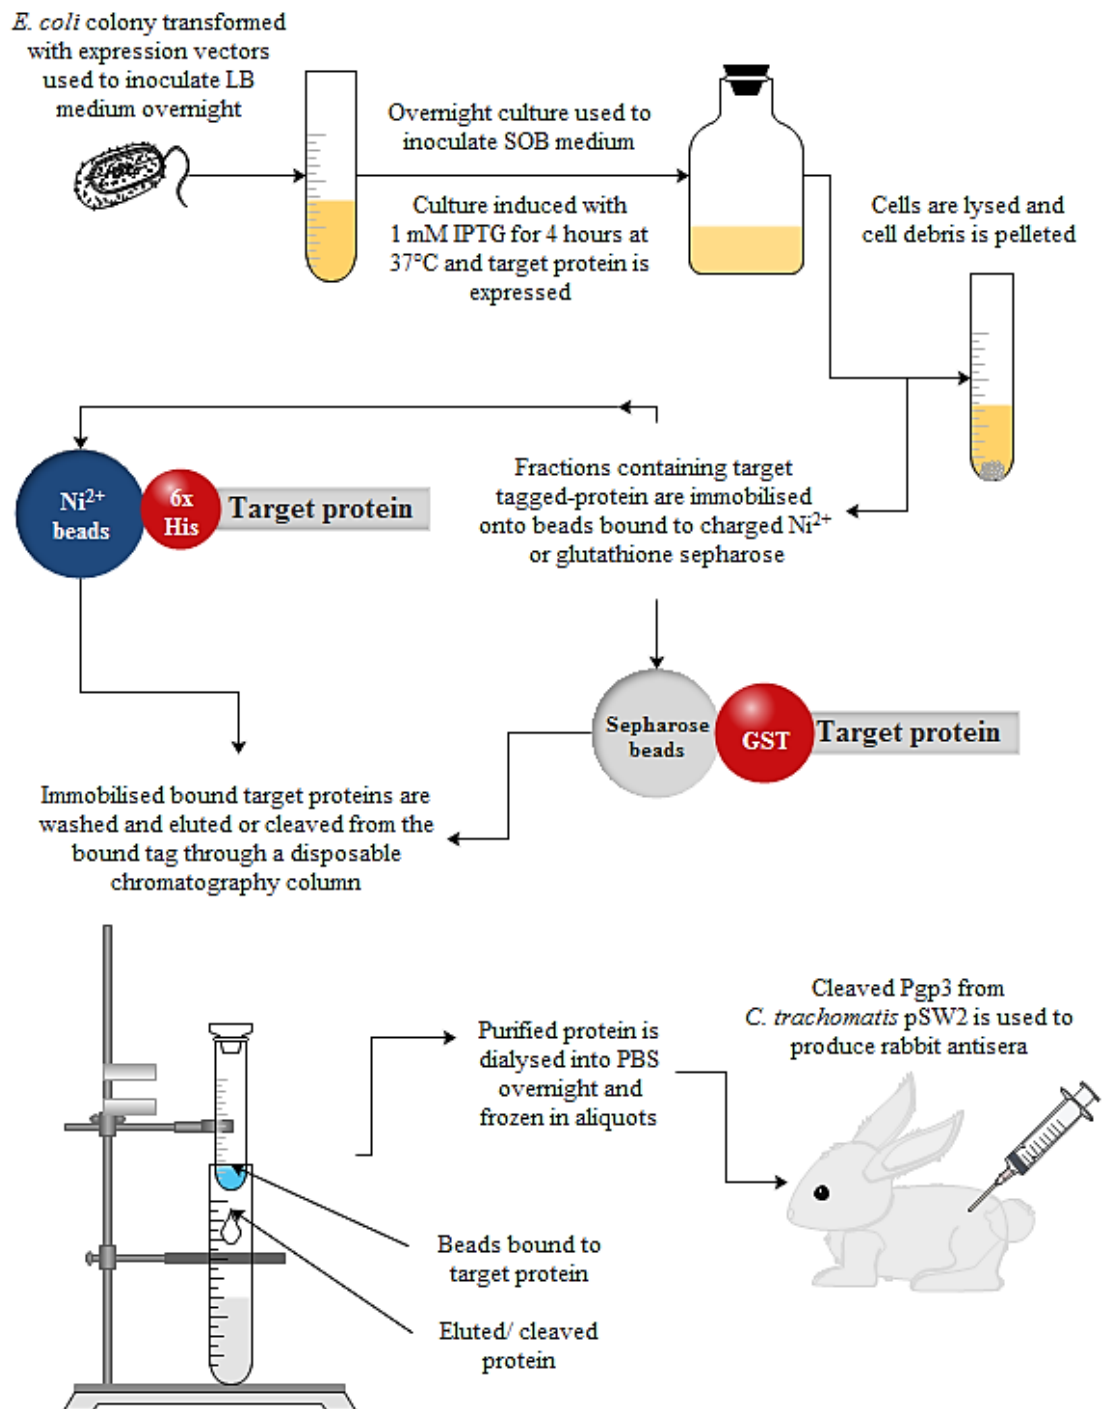 E. coli colony transformed
with expression vectors
used to inoculate LB
medium overnight
Overnight culture used to
inoculate SOB medium
Culture induced with
1 mM IPTG for 4 hours at
37°C and target protein is
expressed
Cells are lysed and
cell debris is pelleted
Ni2+
beads
6x
His
Target protein
Fractions containing target
tagged-protein are immobilised
onto beads bound to charged Ni2+
or glutathione sepharose
Sepharose
beads
GST
Target protein
Immobilised bound target proteins are
washed and eluted or cleaved from the
bound tag through a disposable
chromatography column
Purified protein is
dialysed into PBS
overnight and
frozen in aliquots
Cleaved Pgp3 from
C. trachomatis pSW2 is used to
produce rabbit antisera
Beads bound to
target protein
Eluted/ cleaved
protein